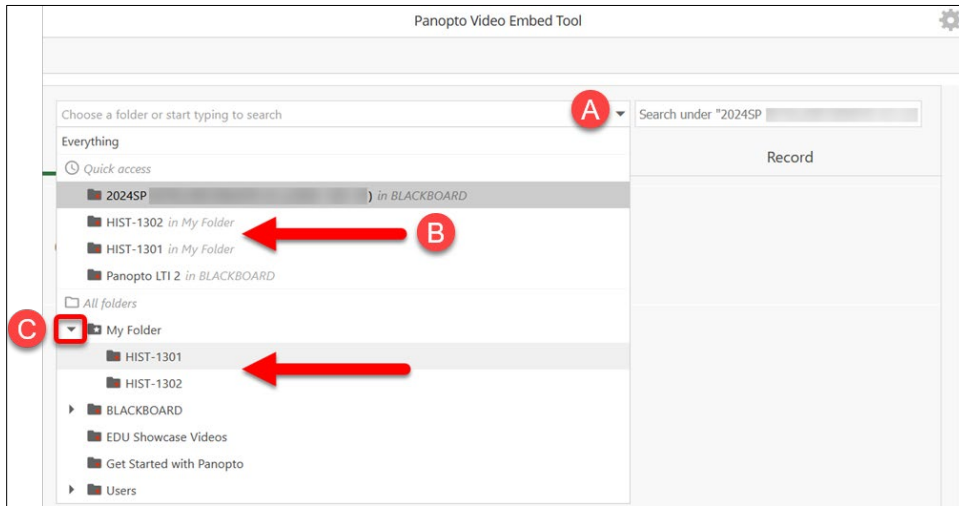 Panopto Video Embed Tool
Choose a folder or start typing to search
A
Search under "2024SP
Everything
Record
Quick access
2024SP ) in BLACKBOARD
HIST-1302 in My Folder
B
HIST-1301 in My Folder
Panopto LTI 2 in BLACKBOARD
All folders
C
My Folder
HIST-1301
HIST-1302
BLACKBOARD
EDU Showcase Videos
Get Started with Panopto
Users